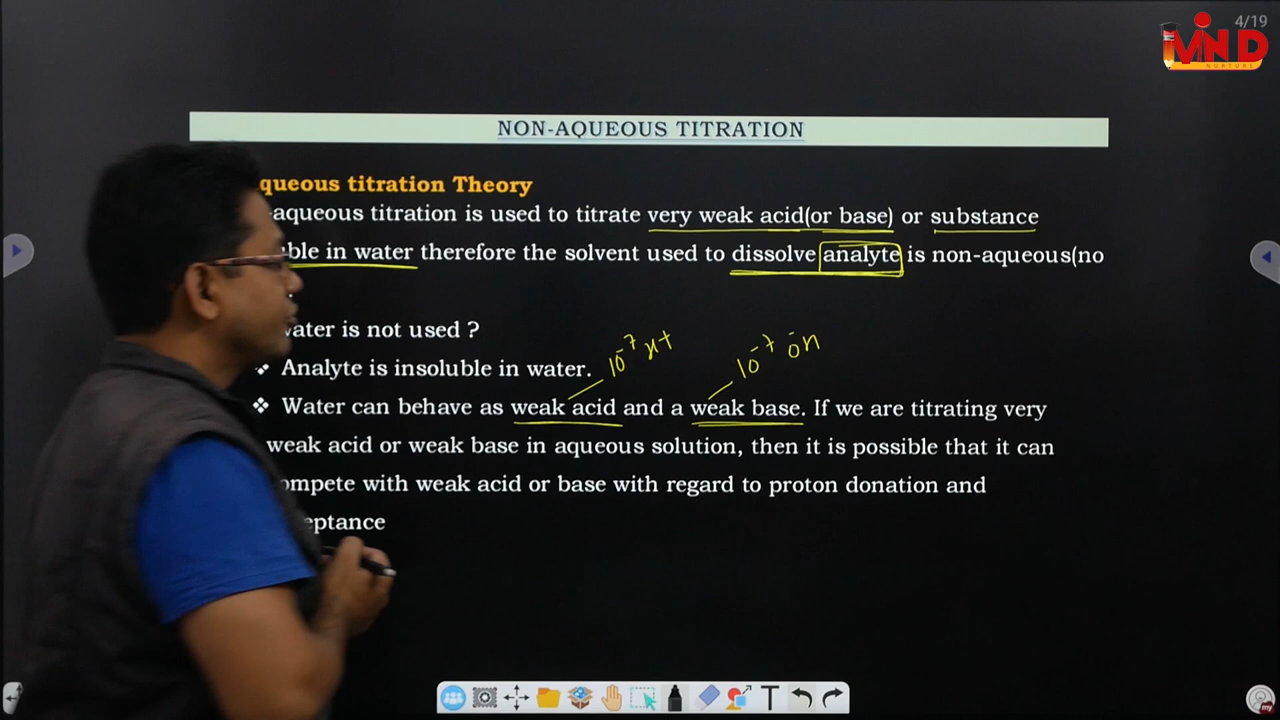 4/19
MIND
NURTURE
NON-AQUEOUS TITRATION
queous titration Theory
-aqueous titration is used to titrate very weak acid(or base) or substance
ble in water therefore the solvent used to dissolve analyte is non-aqueous(no
vater is not used ?
10⁻⁷ H+
10⁻⁷ OH
❖ Analyte is insoluble in water.
❖ Water can behave as weak acid and a weak base. If we are titrating very
weak acid or weak base in aqueous solution, then it is possible that it can
ompete with weak acid or base with regard to proton donation and
eptance
T
my